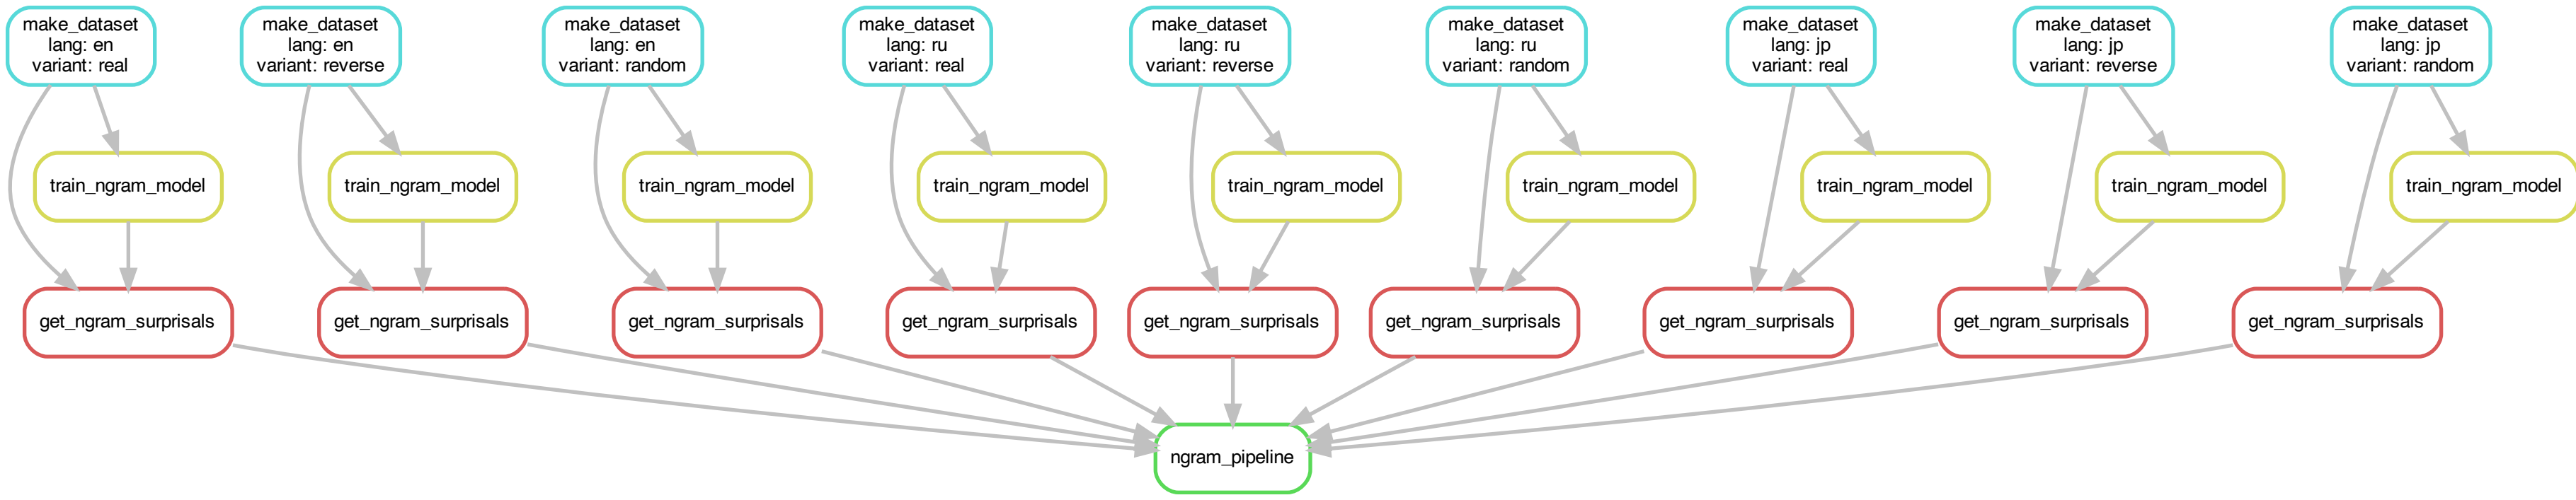 make_dataset
lang: en
variant: real
make_dataset
lang: en
variant: reverse
make_dataset
lang: en
variant: random
make_dataset
lang: ru
variant: real
make_dataset
lang: ru
variant: reverse
make_dataset
lang: ru
variant: random
make_dataset
lang: jp
variant: real
make_dataset
lang: jp
variant: reverse
make_dataset
lang: jp
variant: random
train_ngram_model
train_ngram_model
train_ngram_model
train_ngram_model
train_ngram_model
train_ngram_model
train_ngram_model
train_ngram_model
train_ngram_model
get_ngram_surprisals
get_ngram_surprisals
get_ngram_surprisals
get_ngram_surprisals
get_ngram_surprisals
get_ngram_surprisals
get_ngram_surprisals
get_ngram_surprisals
get_ngram_surprisals
ngram_pipeline